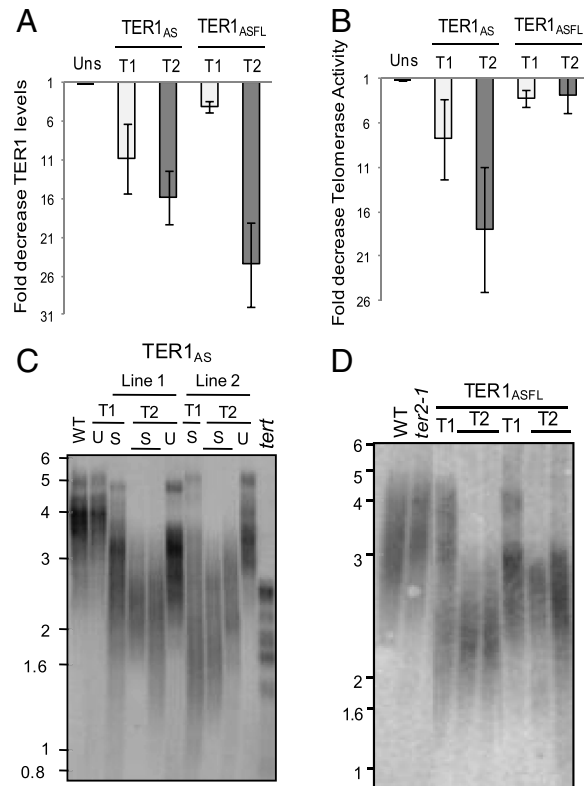 A
TER1AS TER1ASFL
Uns T1 T2 T1 T2
Fold decrease TER1 levels
1
6
11
16
21
26
31
B
TER1AS TER1ASFL
Uns T1 T2 T1 T2
Fold decrease Telomerase Activity
1
6
11
16
21
26
C
TER1AS
Line 1 Line 2
T1 T2 T1 T2
WT U S S U S S U tert
6
5
4
3
2
1.6
1
0.8
D
TER1ASFL
WT ter2-1 T1 T2 T1 T2
6
5
4
3
2
1.6
1